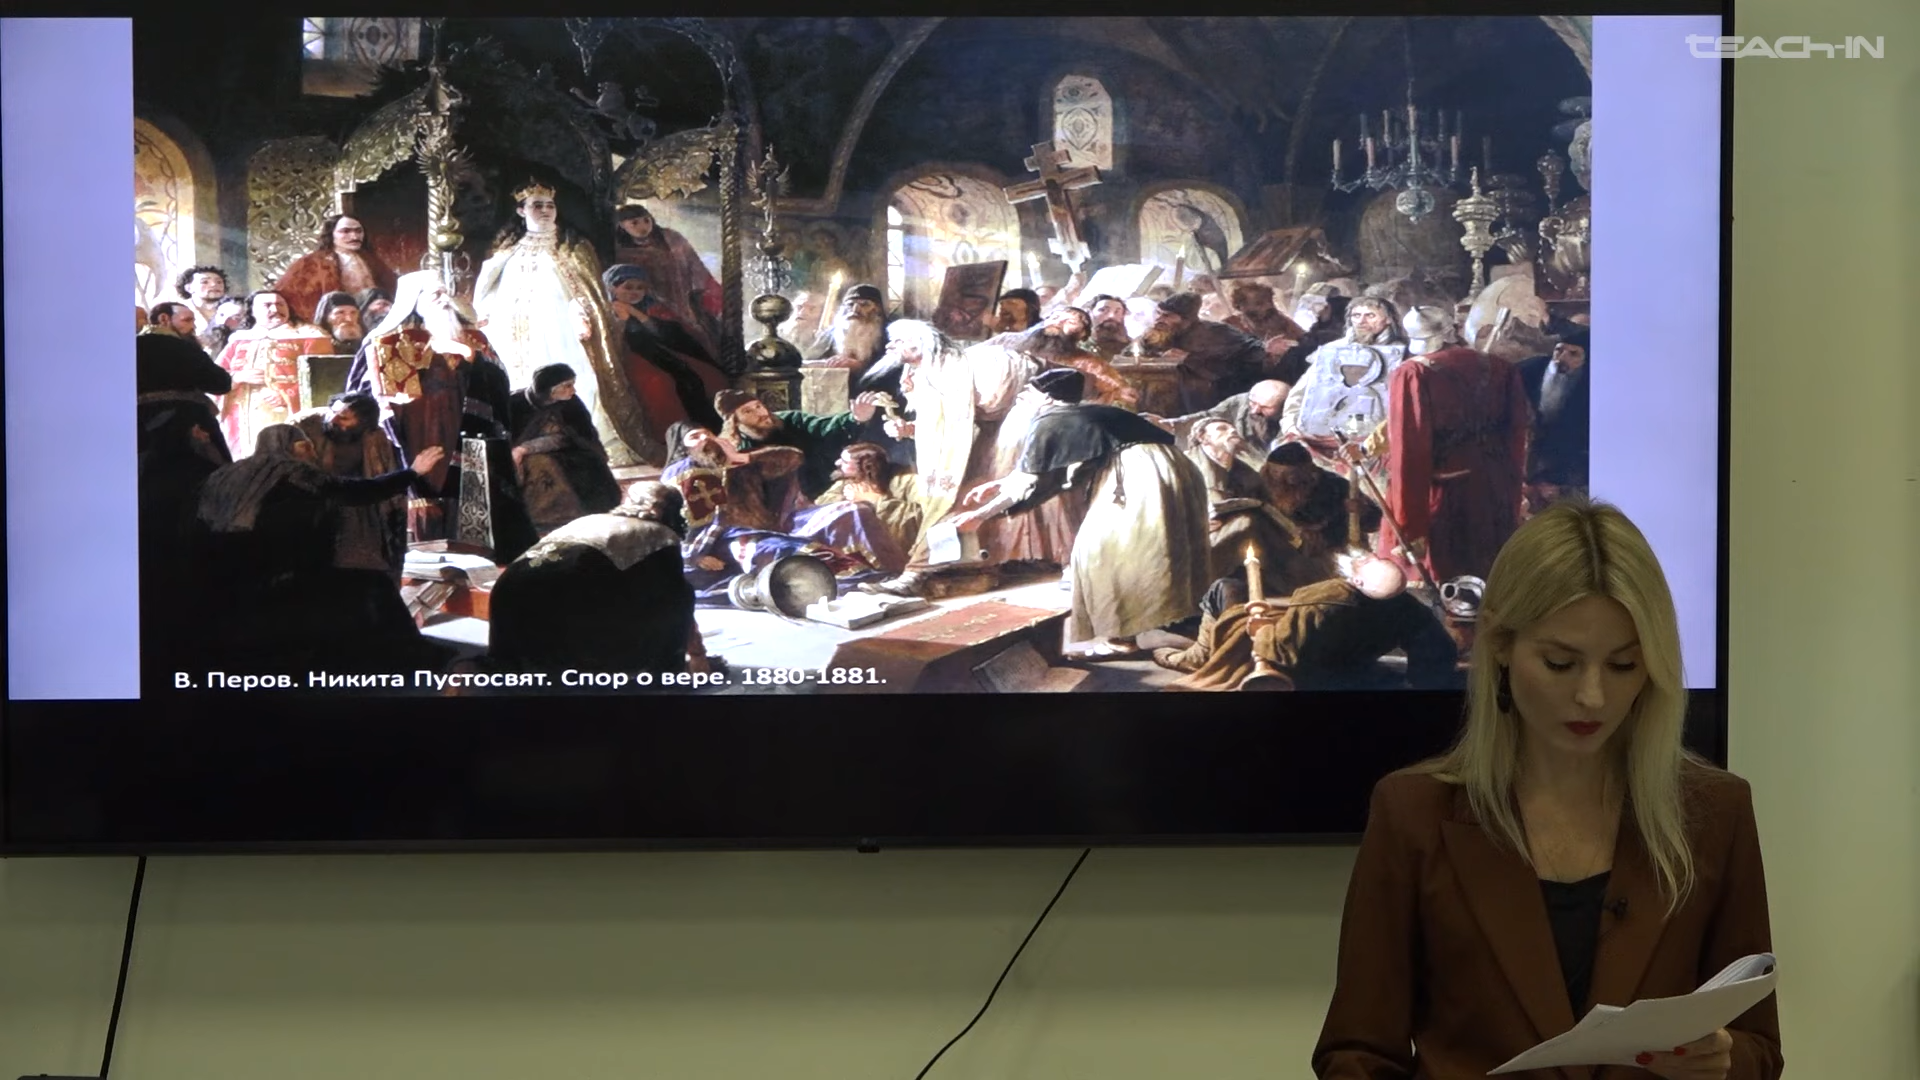 TEACH-IN
В. Перов. Никита Пустосвят. Спор о вере. 1880-1881.